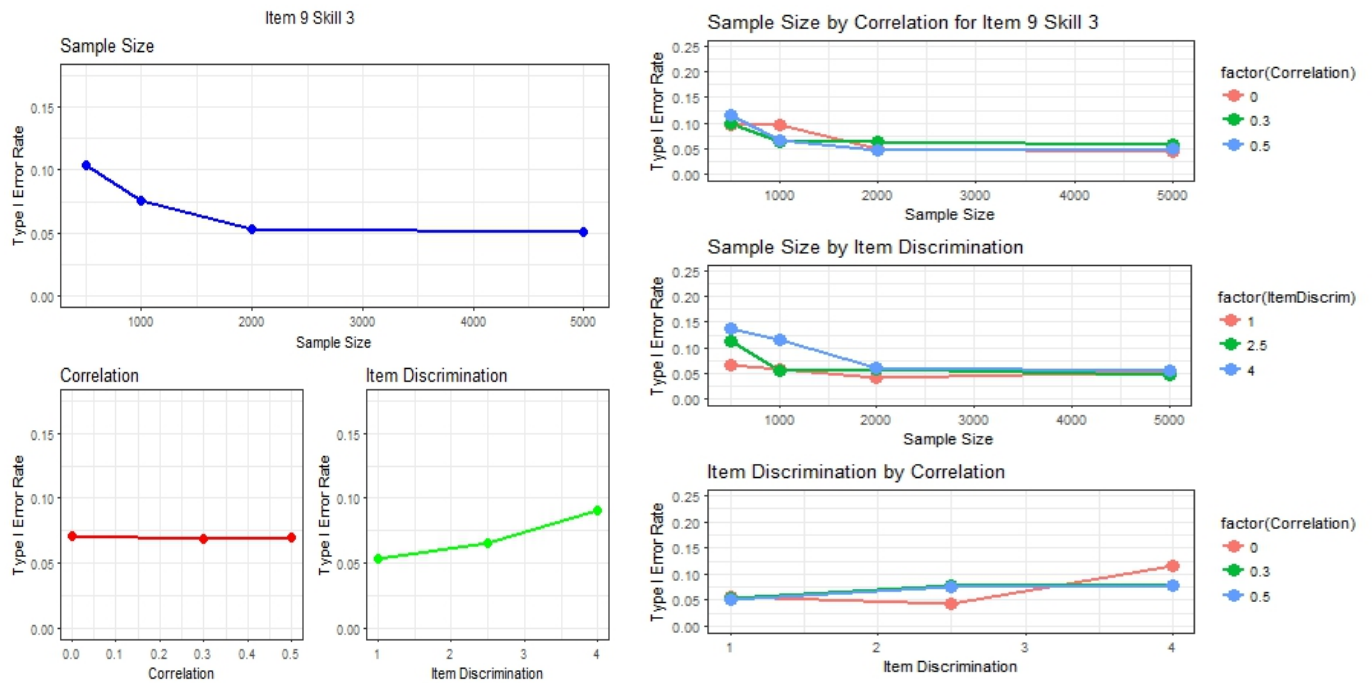 Item 9 Skill 3
Sample Size
Type I Error Rate
0.15
0.10
0.05
0.00
1000 2000 3000 4000 5000
Sample Size
Correlation
Type I Error Rate
0.15
0.10
0.05
0.00
0.0 0.1 0.2 0.3 0.4 0.5
Correlation
Item Discrimination
Type I Error Rate
0.15
0.10
0.05
0.00
1 2 3 4
Item Discrimination
Sample Size by Correlation for Item 9 Skill 3
Type I Error Rate
0.25
0.20
0.15
0.10
0.05
0.00
1000 2000 3000 4000 5000
Sample Size
factor(Correlation)
0
0.3
0.5
Sample Size by Item Discrimination
Type I Error Rate
0.25
0.20
0.15
0.10
0.05
0.00
1000 2000 3000 4000 5000
Sample Size
factor(ItemDiscrim)
1
2.5
4
Item Discrimination by Correlation
Type I Error Rate
0.25
0.20
0.15
0.10
0.05
0.00
1 2 3 4
Item Discrimination
factor(Correlation)
0
0.3
0.5